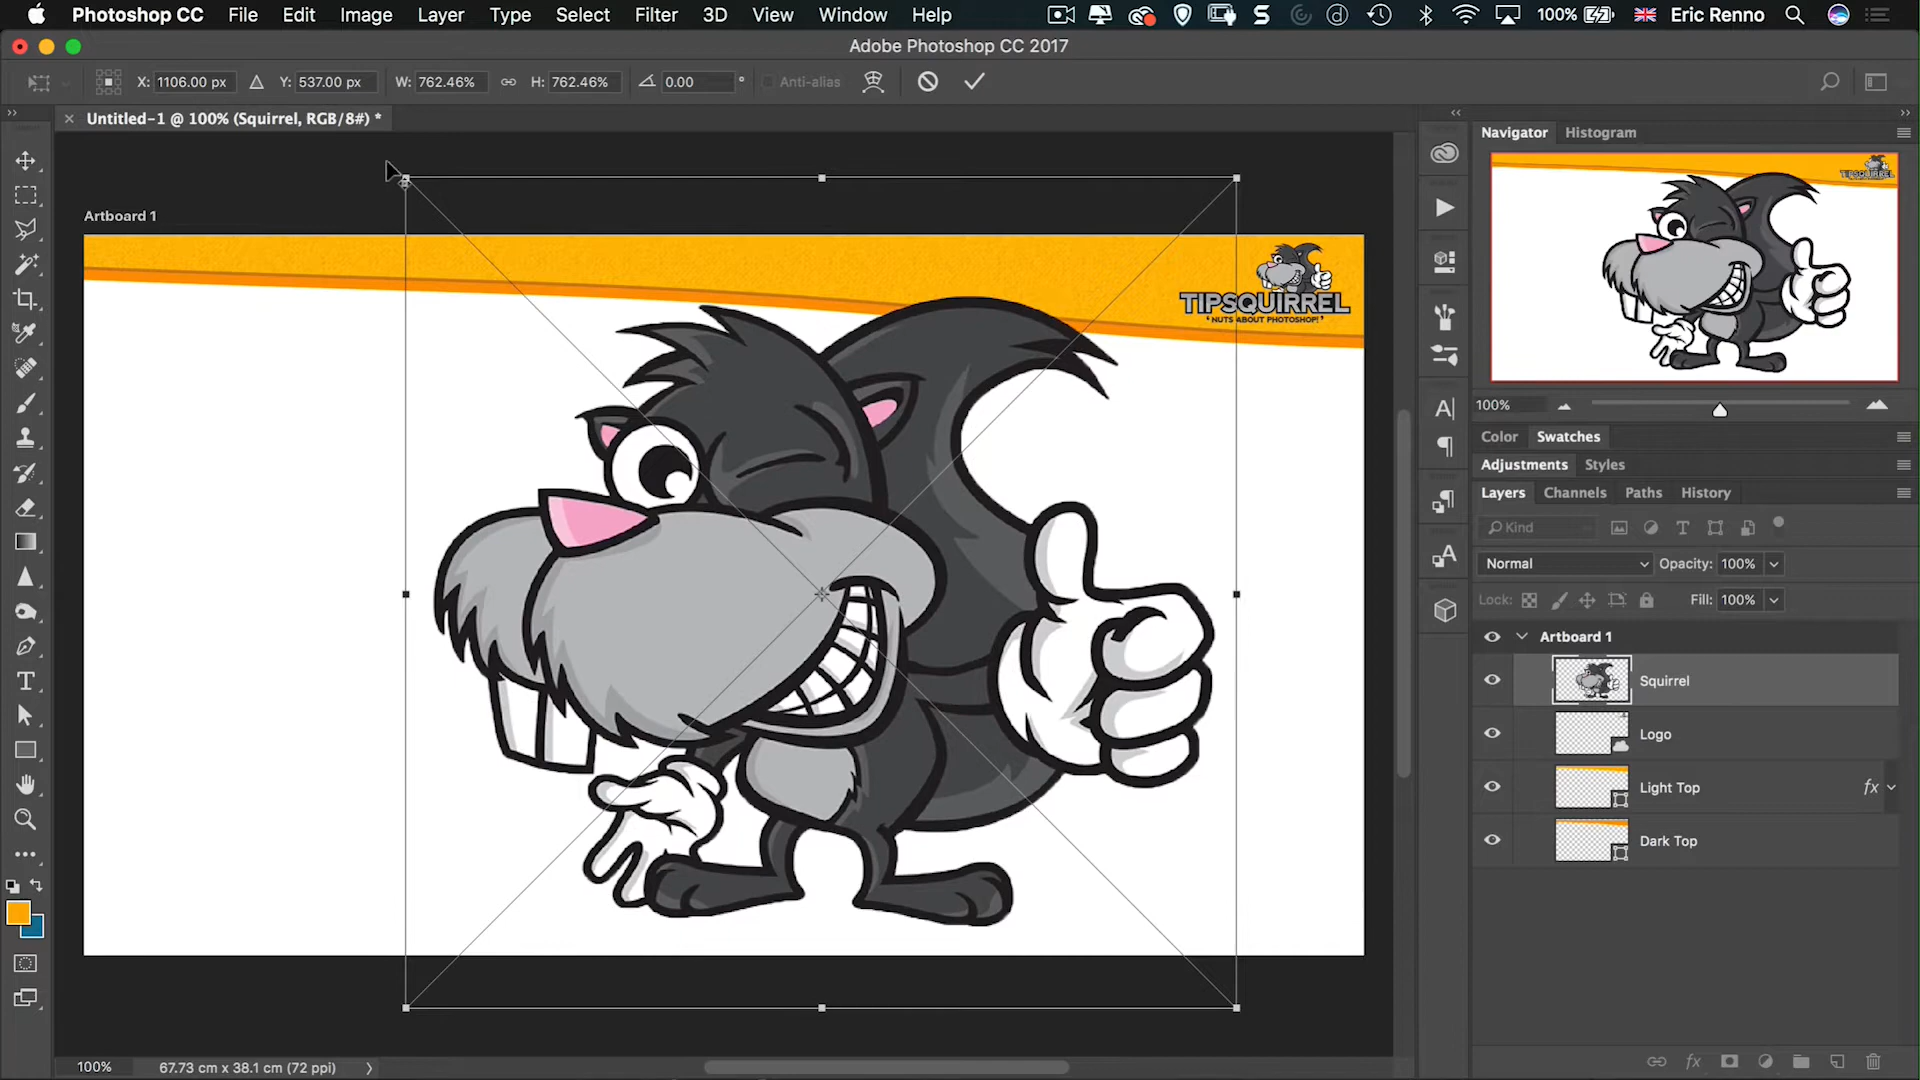 Photoshop CC File Edit Image Layer Type Select Filter 3D View Window Help 100% Eric Renno
Adobe Photoshop CC 2017
X: 1106.00 px Y: 537.00 px W: 762.46% H: 762.46% 0.00 ° Anti-alias
Untitled-1 @ 100% (Squirrel, RGB/8#) *
Navigator Histogram
Artboard 1
TIPSQUIRREL
'NUTS ABOUT PHOTOSHOP!'
100%
Color Swatches
Adjustments Styles
Layers Channels Paths History
Kind
Normal Opacity: 100%
Lock: Fill: 100%
Artboard 1
Squirrel
Logo
Light Top fx
Dark Top
100% 67.73 cm x 38.1 cm (72 ppi)
fx